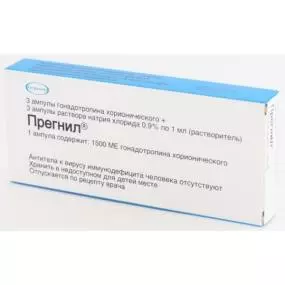 3 ампулы гонадотропина хорионического +
3 ампулы раствора натрия хлорида 0,9% по 1 мл (растворитель)
Прегнил®
1 ампула содержит: 1500 МЕ гонадотропина хорионического
Антитела к вирусу иммунодефицита человека отсутствуют
Хранить в недоступном для детей месте
Отпускается по рецепту врача